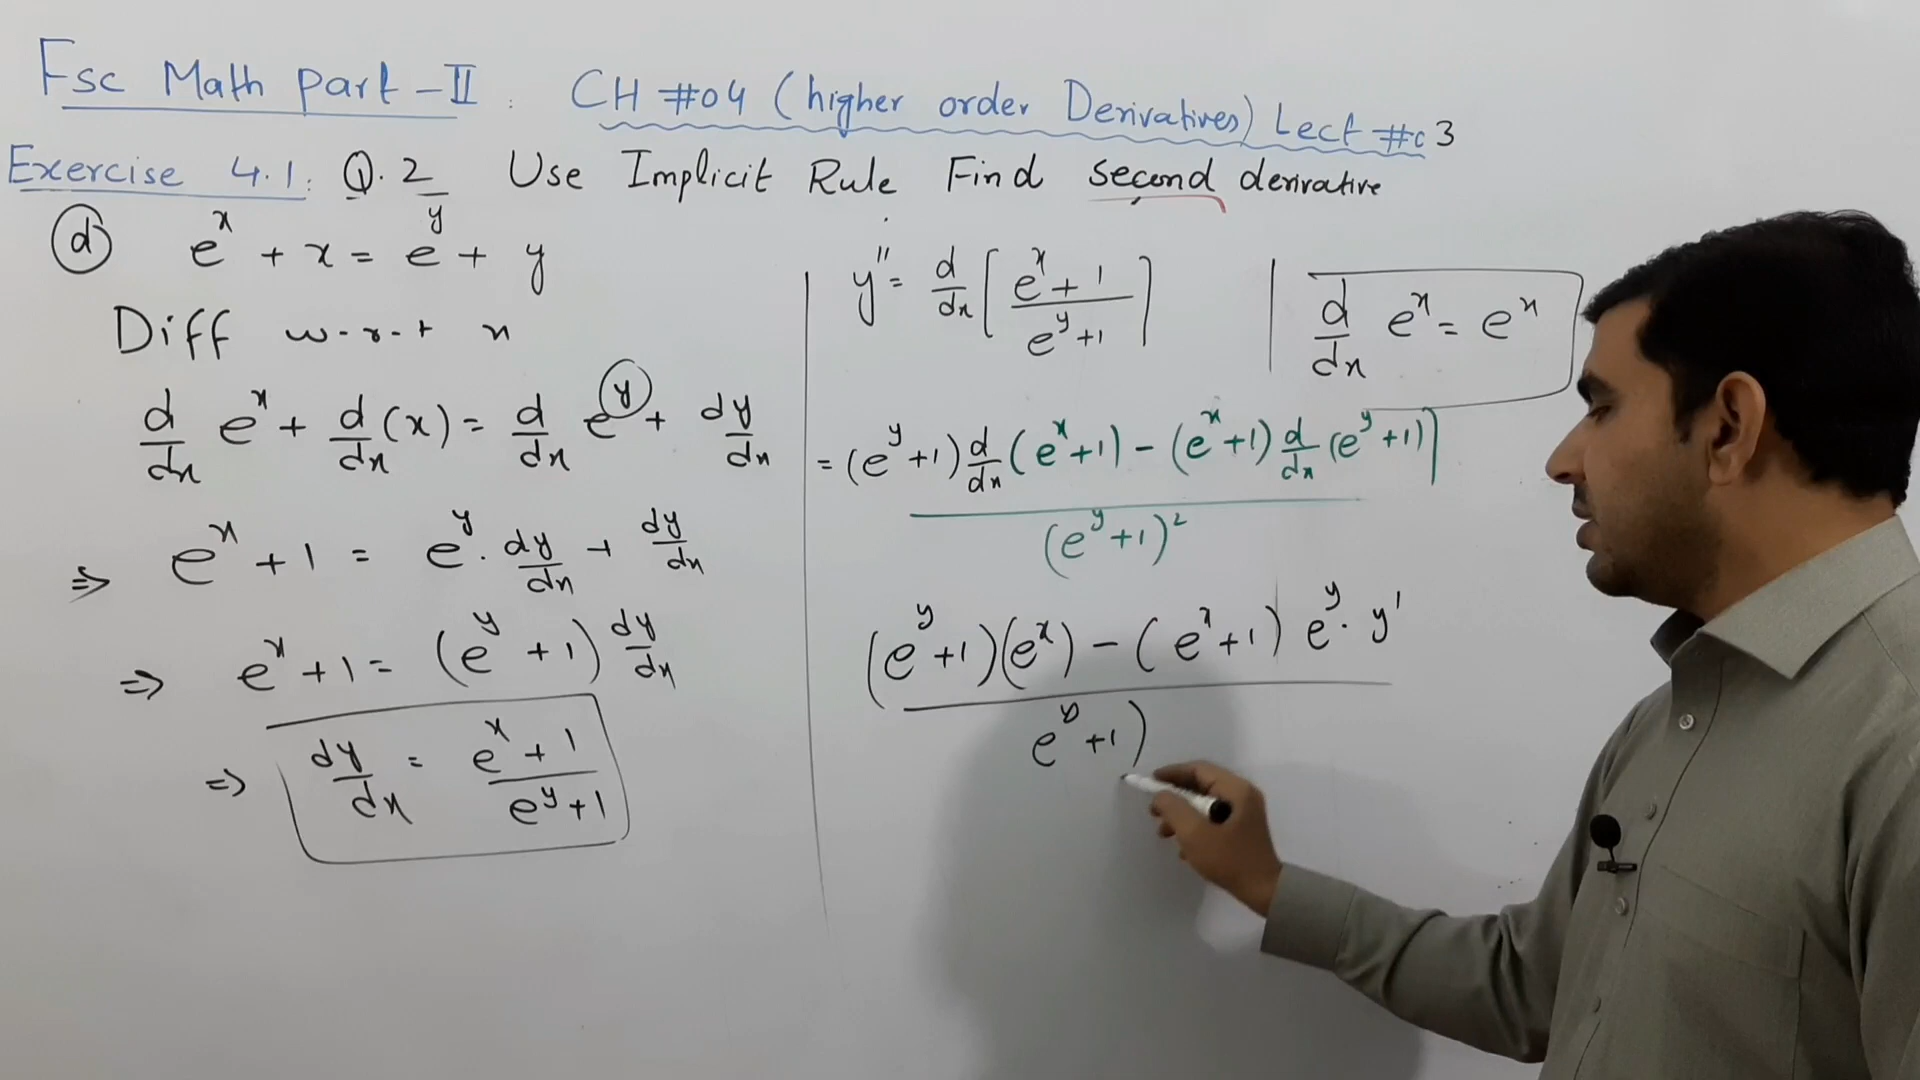 Fsc Math part-II : CH #04 (higher order Derivatives) Lect #03
Exercise 4.1: Q.2 Use Implicit Rule Find second derivative
(d) e^x + x = e^y + y
Diff w-r-t x
d/dx e^x + d/dx (x) = d/dx e^y + dy/dx
⇒ e^x + 1 = e^y · dy/dx + dy/dx
⇒ e^x + 1 = (e^y + 1) dy/dx
⇒ dy/dx = (e^x + 1)/(e^y + 1)
y'' = d/dx [(e^x + 1)/(e^y + 1)]
d/dx e^x = e^x
= (e^y + 1) d/dx (e^x + 1) - (e^x + 1) d/dx (e^y + 1)]
(e^y + 1)^2
(e^y + 1)(e^x) - (e^x + 1) e^y · y'
e^y + 1)